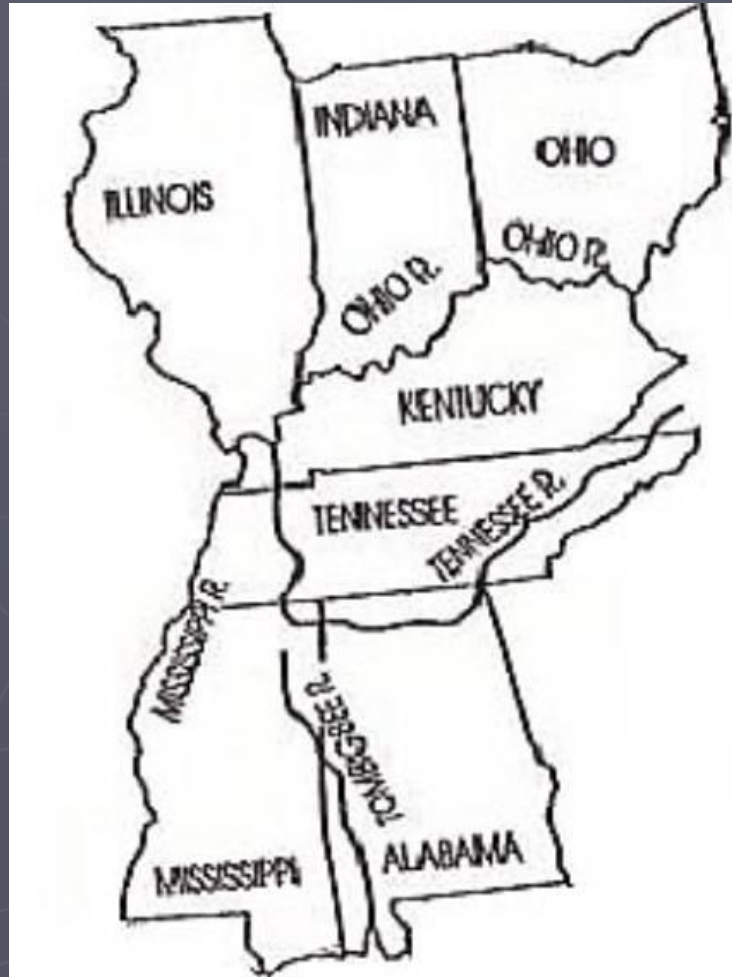 INDIANA
OHIO
ILLINOIS
OHIO R.
OHIO R.
KENTUCKY
TENNESSEE
TENNESSEE R.
MISSISSIPPI R.
TOMBIGBEE R.
MISSISSIPPI
ALABAMA